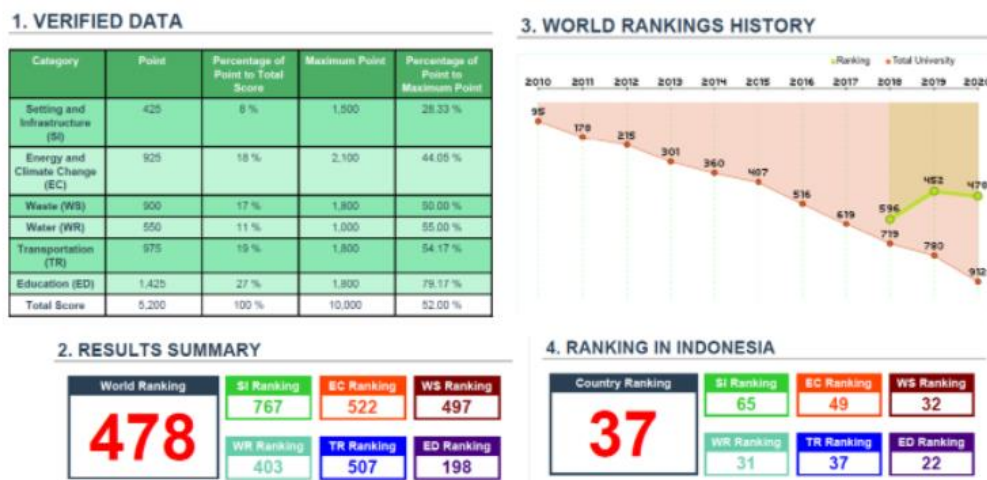 1. VERIFIED DATA
Category Point Percentage of Point to Total Score Maximum Point Percentage of Point to Maximum Point
Setting and Infrastructure (SI) 425 8 % 1,500 28.33 %
Energy and Climate Change (EC) 925 18 % 2,100 44.05 %
Waste (WS) 900 17 % 1,800 50.00 %
Water (WR) 550 11 % 1,000 55.00 %
Transportation (TR) 975 19 % 1,800 54.17 %
Education (ED) 1,425 27 % 1,800 79.17 %
Total Score 5,200 100 % 10,000 52.00 %
3. WORLD RANKINGS HISTORY
Ranking Total University
2010 2011 2012 2013 2014 2015 2016 2017 2018 2019 2020
95 178 215 301 360 407 516 619 719 780 912
596 452 478
2. RESULTS SUMMARY
World Ranking
478
SI Ranking EC Ranking WS Ranking
767 522 497
WR Ranking TR Ranking ED Ranking
403 507 198
4. RANKING IN INDONESIA
Country Ranking
37
SI Ranking EC Ranking WS Ranking
65 49 32
WR Ranking TR Ranking ED Ranking
31 37 22